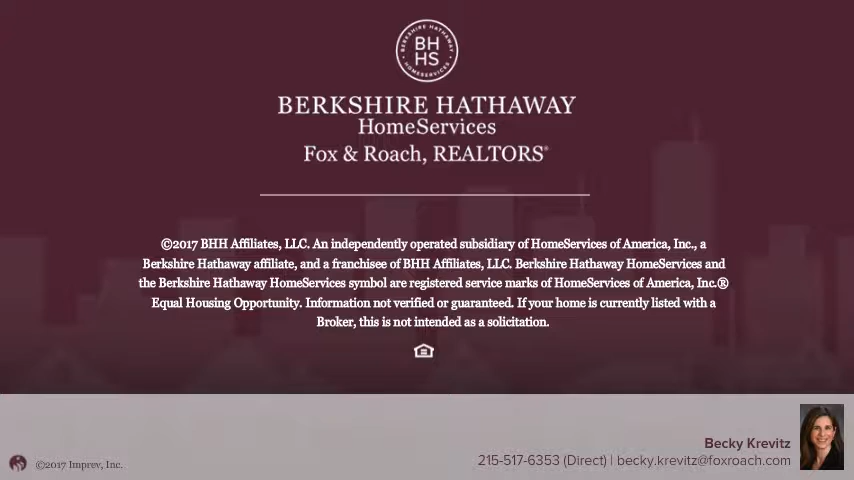 BERKSHIRE HATHAWAY
HOMESERVICES
BH
HS
BERKSHIRE HATHAWAY
HomeServices
Fox & Roach, REALTORS®
©2017 BHH Affiliates, LLC. An independently operated subsidiary of HomeServices of America, Inc., a
Berkshire Hathaway affiliate, and a franchisee of BHH Affiliates, LLC. Berkshire Hathaway HomeServices and
the Berkshire Hathaway HomeServices symbol are registered service marks of HomeServices of America, Inc.®
Equal Housing Opportunity. Information not verified or guaranteed. If your home is currently listed with a
Broker, this is not intended as a solicitation.
Becky Krevitz
215-517-6353 (Direct) | becky.krevitz@foxroach.com
©2017 Imprev, Inc.